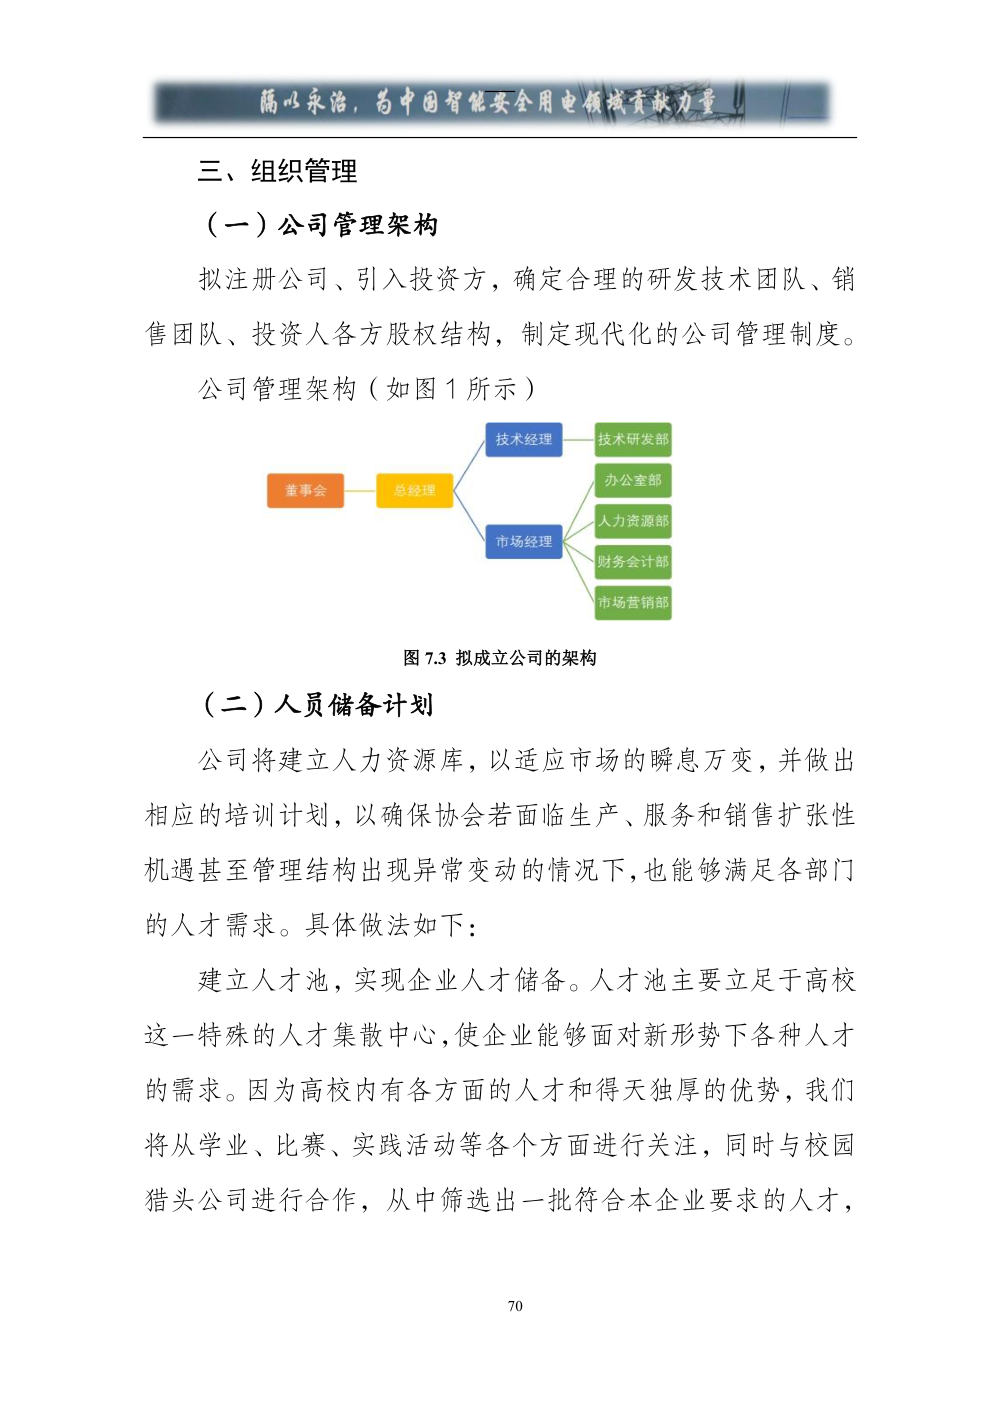 隔以永治，为中国智能安全用电领域贡献力量
三、组织管理
（一）公司管理架构
拟注册公司、引入投资方，确定合理的研发技术团队、销
售团队、投资人各方股权结构，制定现代化的公司管理制度。
公司管理架构（如图1所示）
技术经理
技术研发部
办公室部
董事会
总经理
人力资源部
市场经理
财务会计部
市场营销部
图 7.3 拟成立公司的架构
（二）人员储备计划
公司将建立人力资源库，以适应市场的瞬息万变，并做出
相应的培训计划，以确保协会若面临生产、服务和销售扩张性
机遇甚至管理结构出现异常变动的情况下，也能够满足各部门
的人才需求。具体做法如下：
建立人才池，实现企业人才储备。人才池主要立足于高校
这一特殊的人才集散中心，使企业能够面对新形势下各种人才
的需求。因为高校内有各方面的人才和得天独厚的优势，我们
将从学业、比赛、实践活动等各个方面进行关注，同时与校园
猎头公司进行合作，从中筛选出一批符合本企业要求的人才，
70